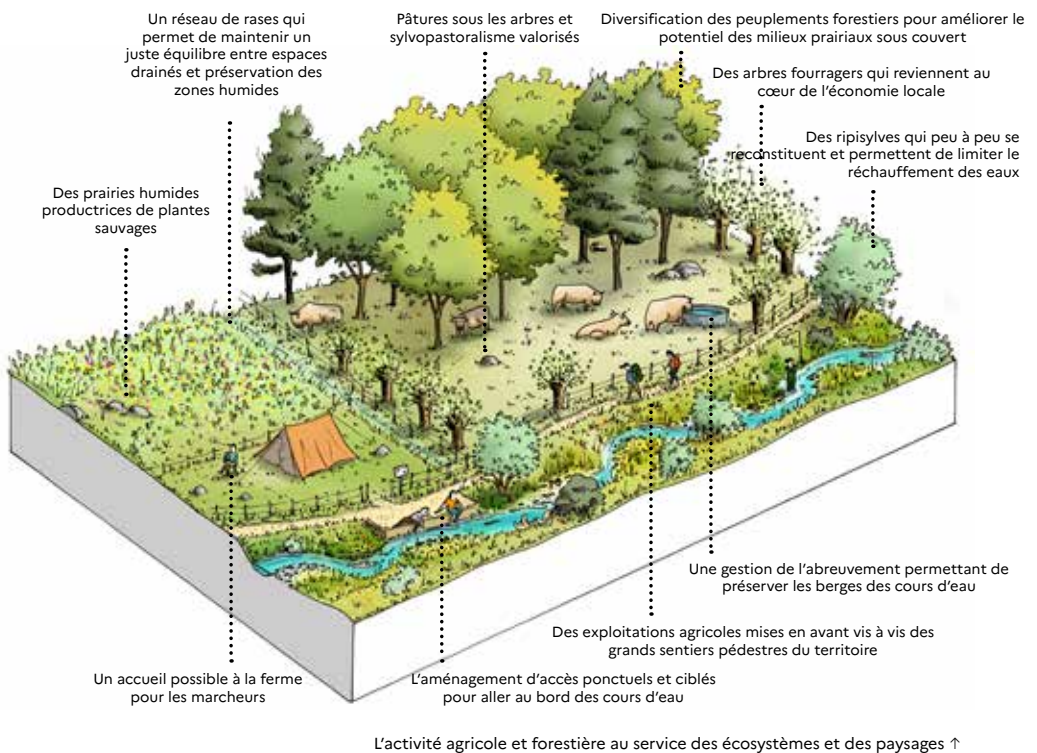 Un réseau de rases qui
permet de maintenir un
juste équilibre entre espaces
drainés et préservation des
zones humides
Pâtures sous les arbres et
sylvopastoralisme valorisés
Diversification des peuplements forestiers pour améliorer le
potentiel des milieux prairiaux sous couvert
Des arbres fourragers qui reviennent au
cœur de l’économie locale
Des ripisylves qui peu à peu se
reconstituent et permettent de limiter le
réchauffement des eaux
Des prairies humides
productrices de plantes
sauvages
Une gestion de l’abreuvement permettant de
préserver les berges des cours d’eau
Des exploitations agricoles mises en avant vis à vis des
grands sentiers pédestres du territoire
Un accueil possible à la ferme
pour les marcheurs
L’aménagement d’accès ponctuels et ciblés
pour aller au bord des cours d’eau
L’activité agricole et forestière au service des écosystèmes et des paysages ↑